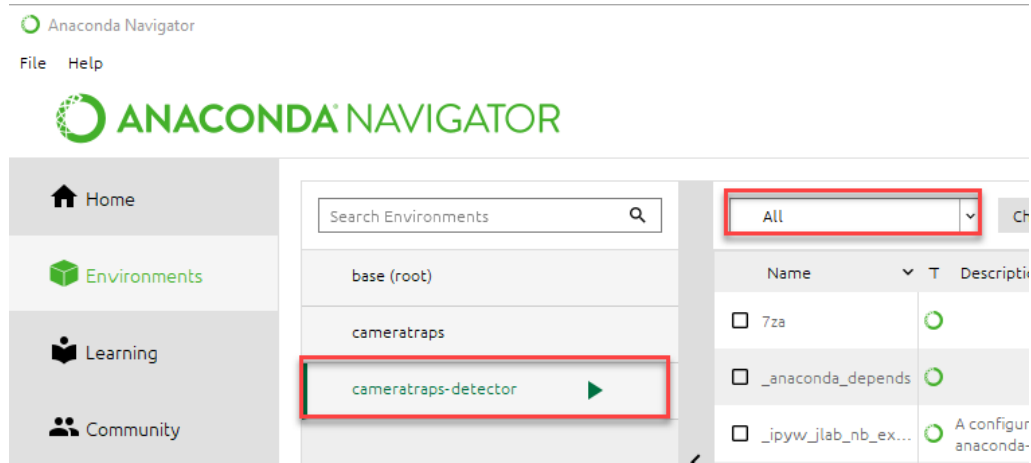 Anaconda Navigator
File Help
ANACONDA NAVIGATOR
Home
Environments
Learning
Community
Search Environments
base (root)
cameratraps
cameratraps-detector
All
Name T
7za
_anaconda_depends
_ipyw_jlab_nb_ex... A
anaconda-